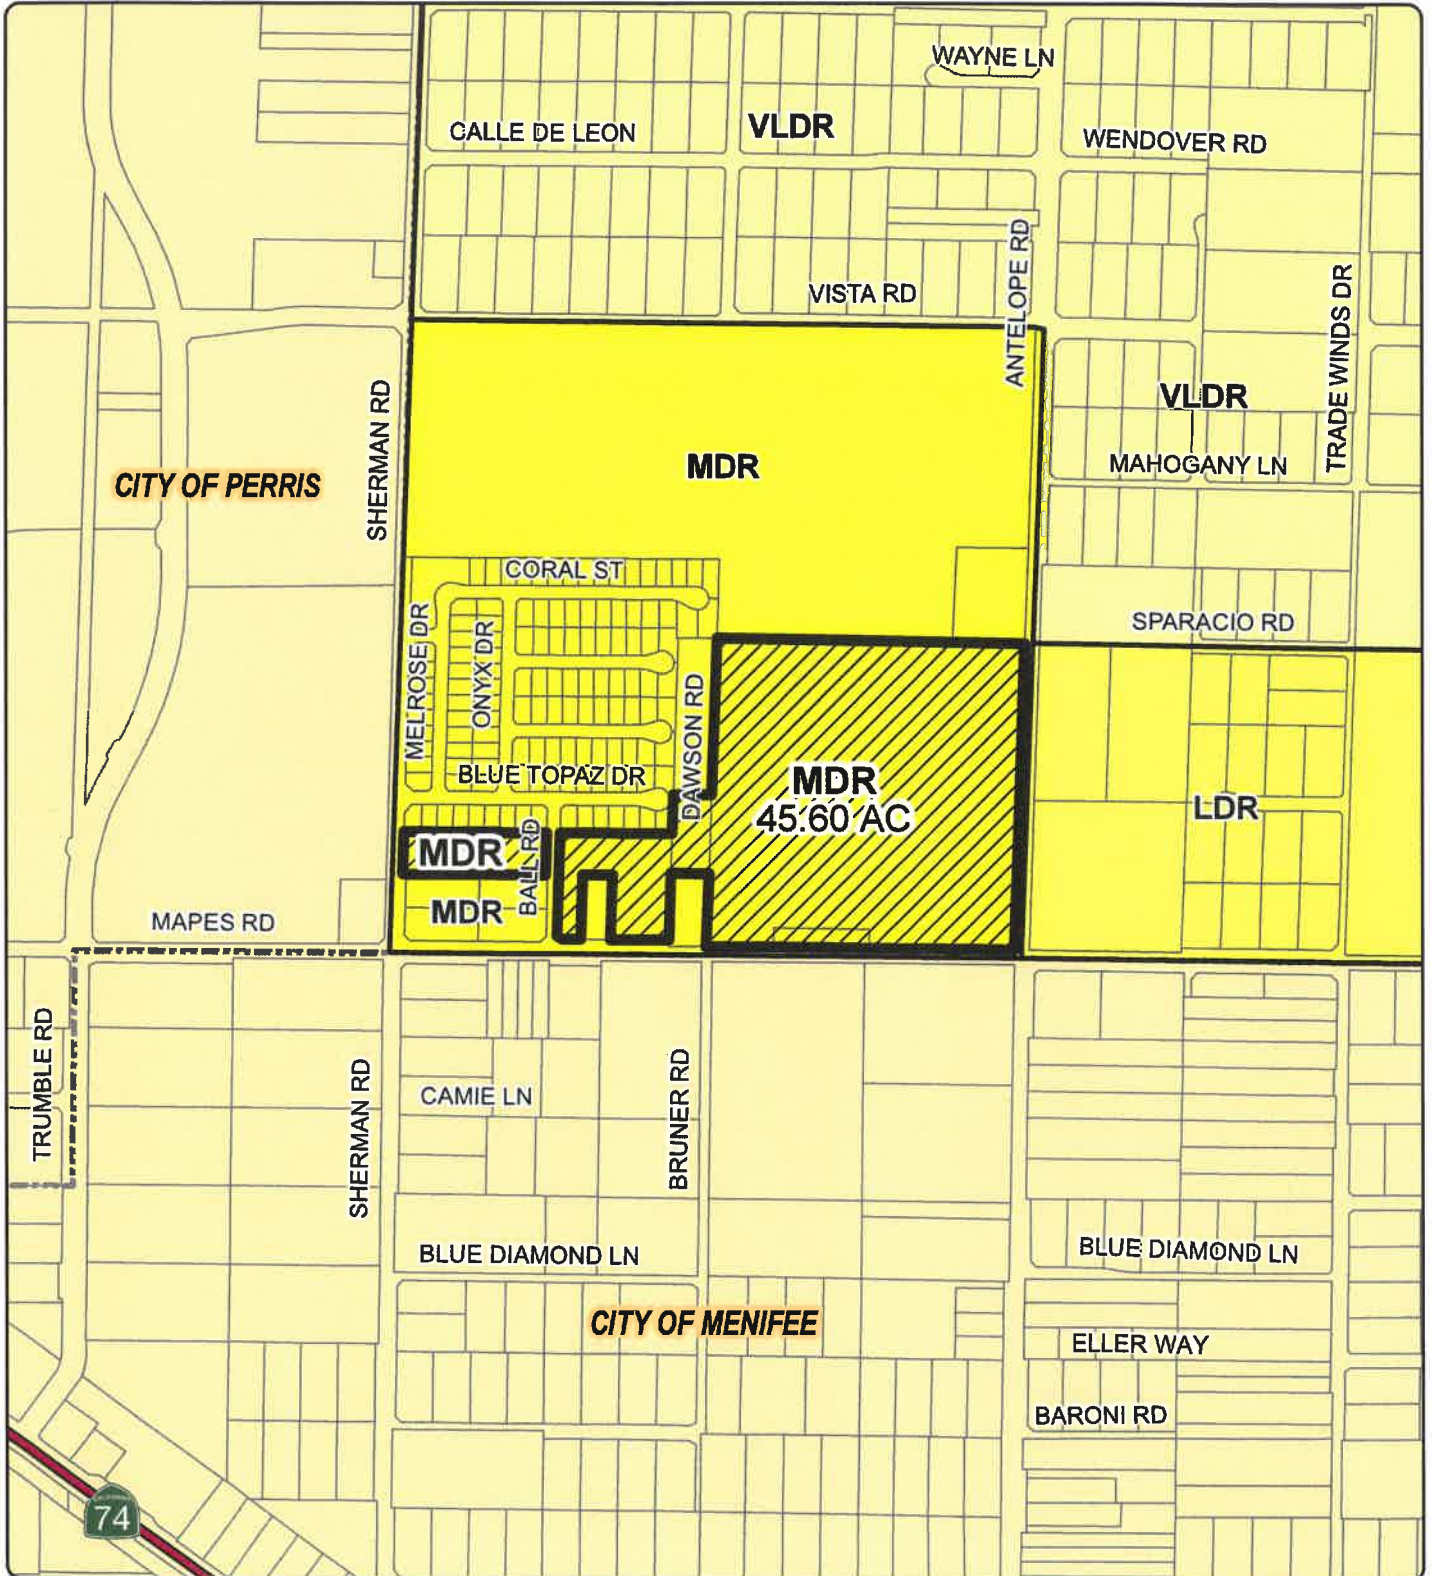 WAYNE LN
CALLE DE LEON
VLDR
WENDOVER RD
ANTELOPE RD
VISTA RD
TRADE WINDS DR
SHERMAN RD
VLDR
MDR
MAHOGANY LN
CITY OF PERRIS
CORAL ST
SPARACIO RD
MELROSE DR
ONYX DR
DAWSON RD
BLUE TOPAZ DR
MDR
45.60 AC
LDR
MDR
BALL RD
MDR
MAPES RD
TRUMBLE RD
SHERMAN RD
CAMIE LN
BRUNER RD
BLUE DIAMOND LN
BLUE DIAMOND LN
CITY OF MENIFEE
ELLER WAY
BARONI RD
74